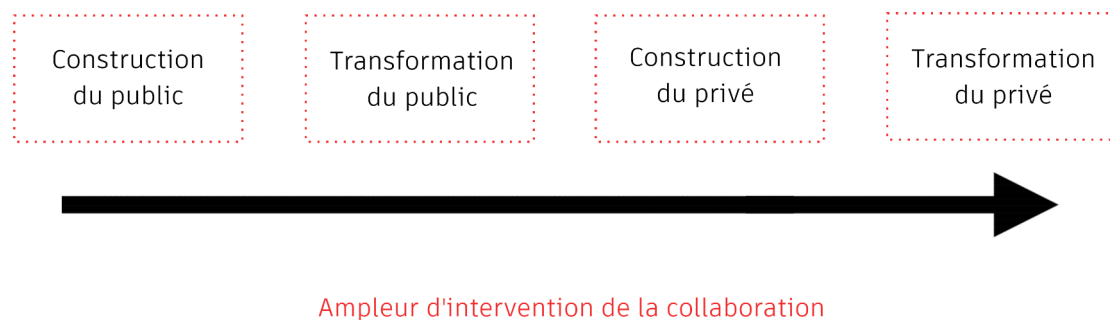 Construction
du public
Transformation
du public
Construction
du privé
Transformation
du privé
Ampleur d'intervention de la collaboration